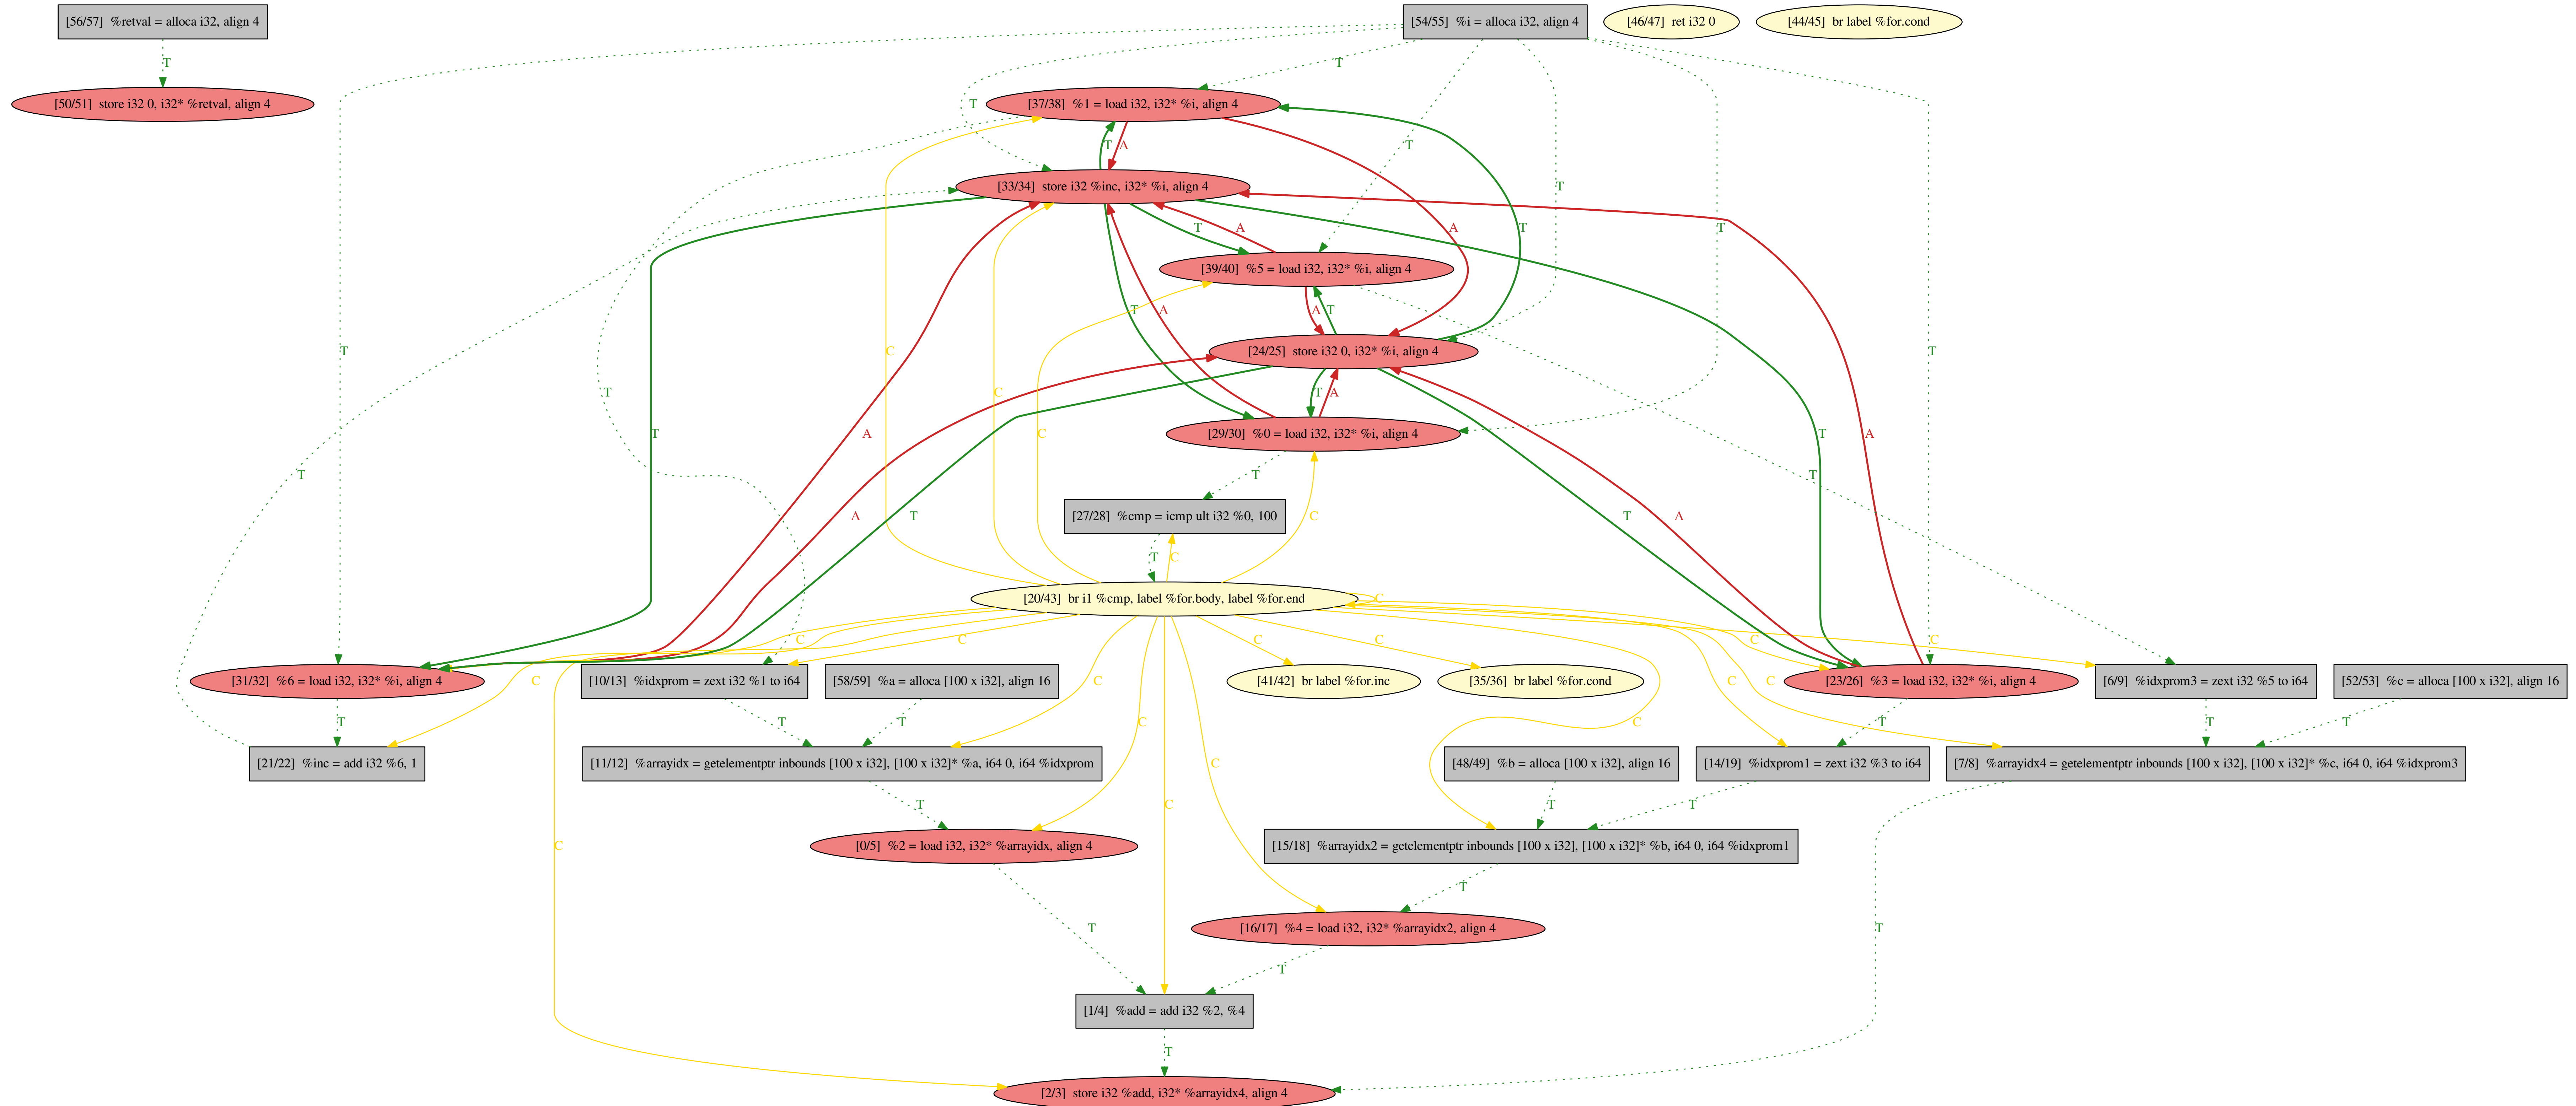 [56/57]  %retval = alloca i32, align 4
[54/55]  %i = alloca i32, align 4
[46/47]  ret i32 0
[44/45]  br label %for.cond
T
T
[50/51]  store i32 0, i32* %retval, align 4
T
[37/38]  %1 = load i32, i32* %i, align 4
T
A
T
[33/34]  store i32 %inc, i32* %i, align 4
T
T
A
A
T
T
T
[39/40]  %5 = load i32, i32* %i, align 4
T
A
A
T
[24/25]  store i32 0, i32* %i, align 4
T
C
T
T
C
T
A
[29/30]  %0 = load i32, i32* %i, align 4
A
T
C
T
A
T
T
T
[27/28]  %cmp = icmp ult i32 %0, 100
A
T
C
T
A
T
C
[20/43]  br i1 %cmp, label %for.body, label %for.end
C
C
C
C
C
C
C
[31/32]  %6 = load i32, i32* %i, align 4
[10/13]  %idxprom = zext i32 %1 to i64
[58/59]  %a = alloca [100 x i32], align 16
[41/42]  br label %for.inc
[35/36]  br label %for.cond
[23/26]  %3 = load i32, i32* %i, align 4
[6/9]  %idxprom3 = zext i32 %5 to i64
[52/53]  %c = alloca [100 x i32], align 16
C
C
C
C
T
T
T
C
C
T
T
T
[21/22]  %inc = add i32 %6, 1
[11/12]  %arrayidx = getelementptr inbounds [100 x i32], [100 x i32]* %a, i64 0, i64 %idxprom
[48/49]  %b = alloca [100 x i32], align 16
[14/19]  %idxprom1 = zext i32 %3 to i64
[7/8]  %arrayidx4 = getelementptr inbounds [100 x i32], [100 x i32]* %c, i64 0, i64 %idxprom3
C
T
C
T
T
[0/5]  %2 = load i32, i32* %arrayidx, align 4
[15/18]  %arrayidx2 = getelementptr inbounds [100 x i32], [100 x i32]* %b, i64 0, i64 %idxprom1
C
T
[16/17]  %4 = load i32, i32* %arrayidx2, align 4
T
T
T
[1/4]  %add = add i32 %2, %4
T
[2/3]  store i32 %add, i32* %arrayidx4, align 4